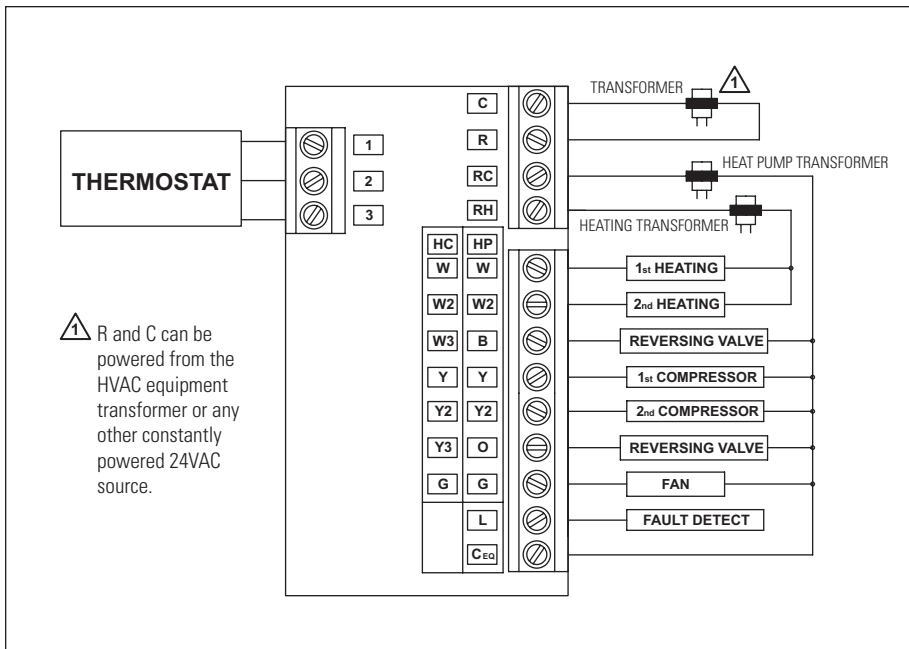 TRANSFORMER
1
C
R
HEAT PUMP TRANSFORMER
RC
RH
HEATING TRANSFORMER
THERMOSTAT
1
2
3
HC HP
W W 1st HEATING
W2 W2 2nd HEATING
W3 B REVERSING VALVE
Y Y 1st COMPRESSOR
Y2 Y2 2nd COMPRESSOR
Y3 O REVERSING VALVE
G G FAN
L FAULT DETECT
CEQ
1 R and C can be
powered from the
HVAC equipment
transformer or any
other constantly
powered 24VAC
source.